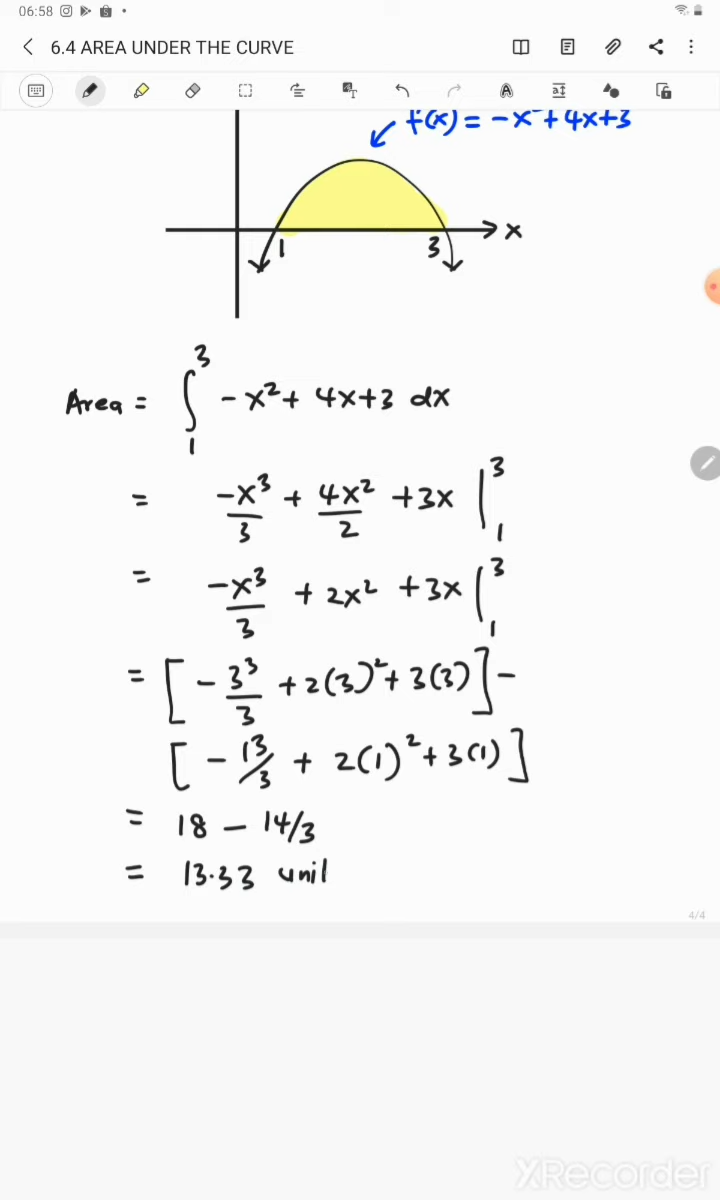 06:58
6.4 AREA UNDER THE CURVE
f(x) = -x²+4x+3
1 3 x
Area = ∫₁³ -x² + 4x+3 dx
= -x³/3 + 4x²/2 +3x |₁³
= -x³/3 + 2x² +3x |₁³
= [ - 3³/3 + 2(3)² + 3(3) ] -
[ - 1³/3 + 2(1)² + 3(1) ]
= 18 - 14/3
= 13.33 unit
4/4
XRecorder